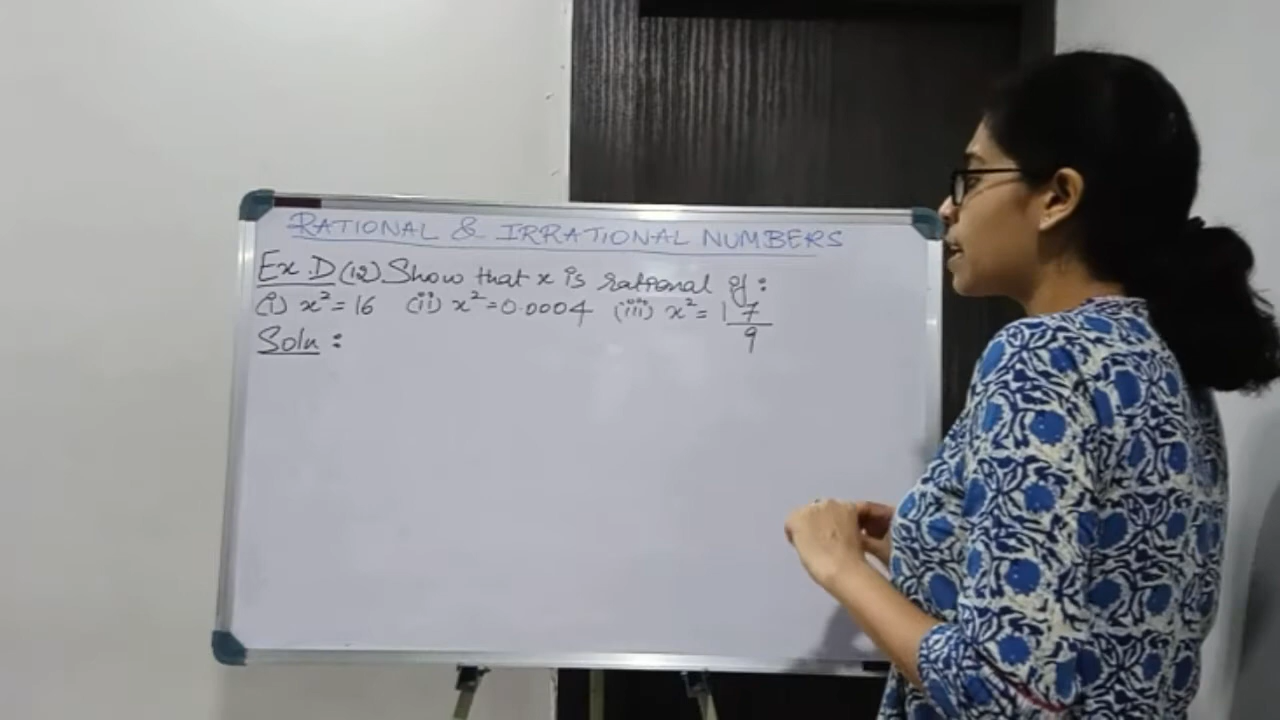 RATIONAL & IRRATIONAL NUMBERS
Ex.D (12) Show that x is rational if :
(i) x² = 16 (ii) x² = 0.0004 (iii) x² = 1 7/9
Soln :